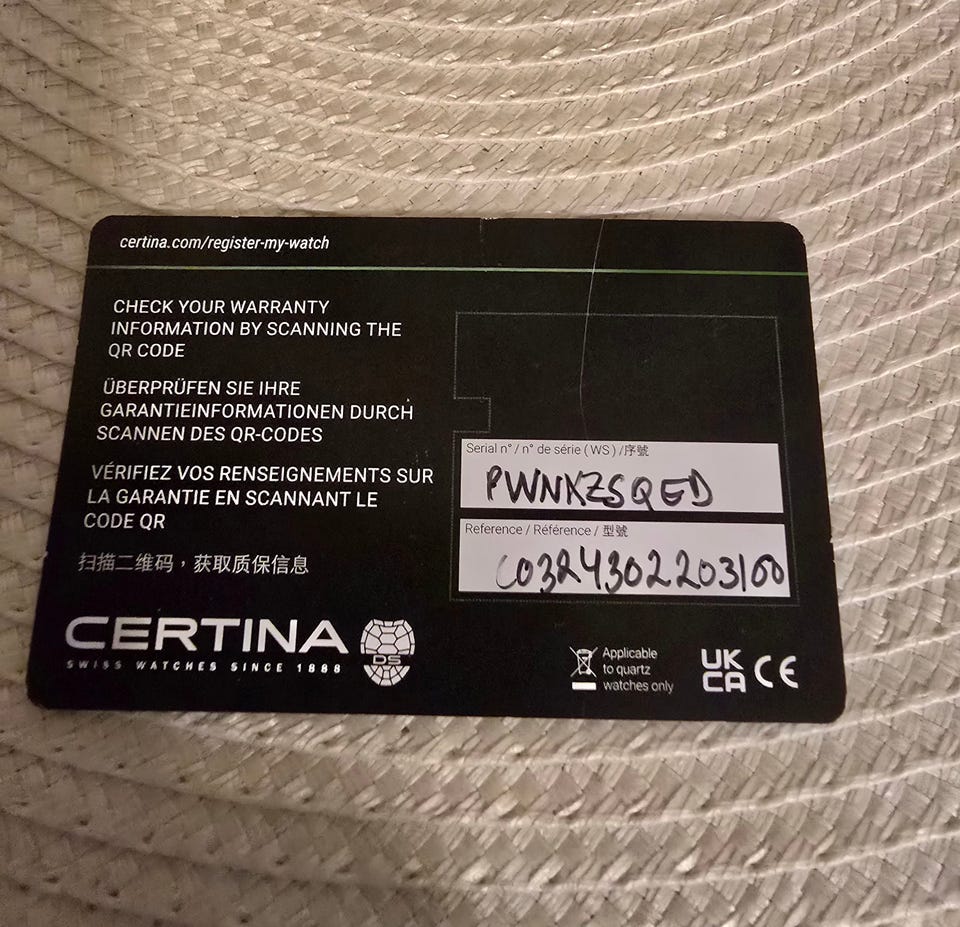 certina.com/register-my-watch
CHECK YOUR WARRANTY
INFORMATION BY SCANNING THE
QR CODE
ÜBERPRÜFEN SIE IHRE
GARANTIEINFORMATIONEN DURCH
SCANNEN DES QR-CODES
VÉRIFIEZ VOS RENSEIGNEMENTS SUR
LA GARANTIE EN SCANNANT LE
CODE QR
扫描二维码，获取质保信息
Serial n° / n° de série ( WS ) /序號
PWNXZSQED
Reference / Référence / 型號
C0324302203100
CERTINA
SWISS WATCHES SINCE 1888
DS
Applicable
to quartz
watches only
UK
CA
CE